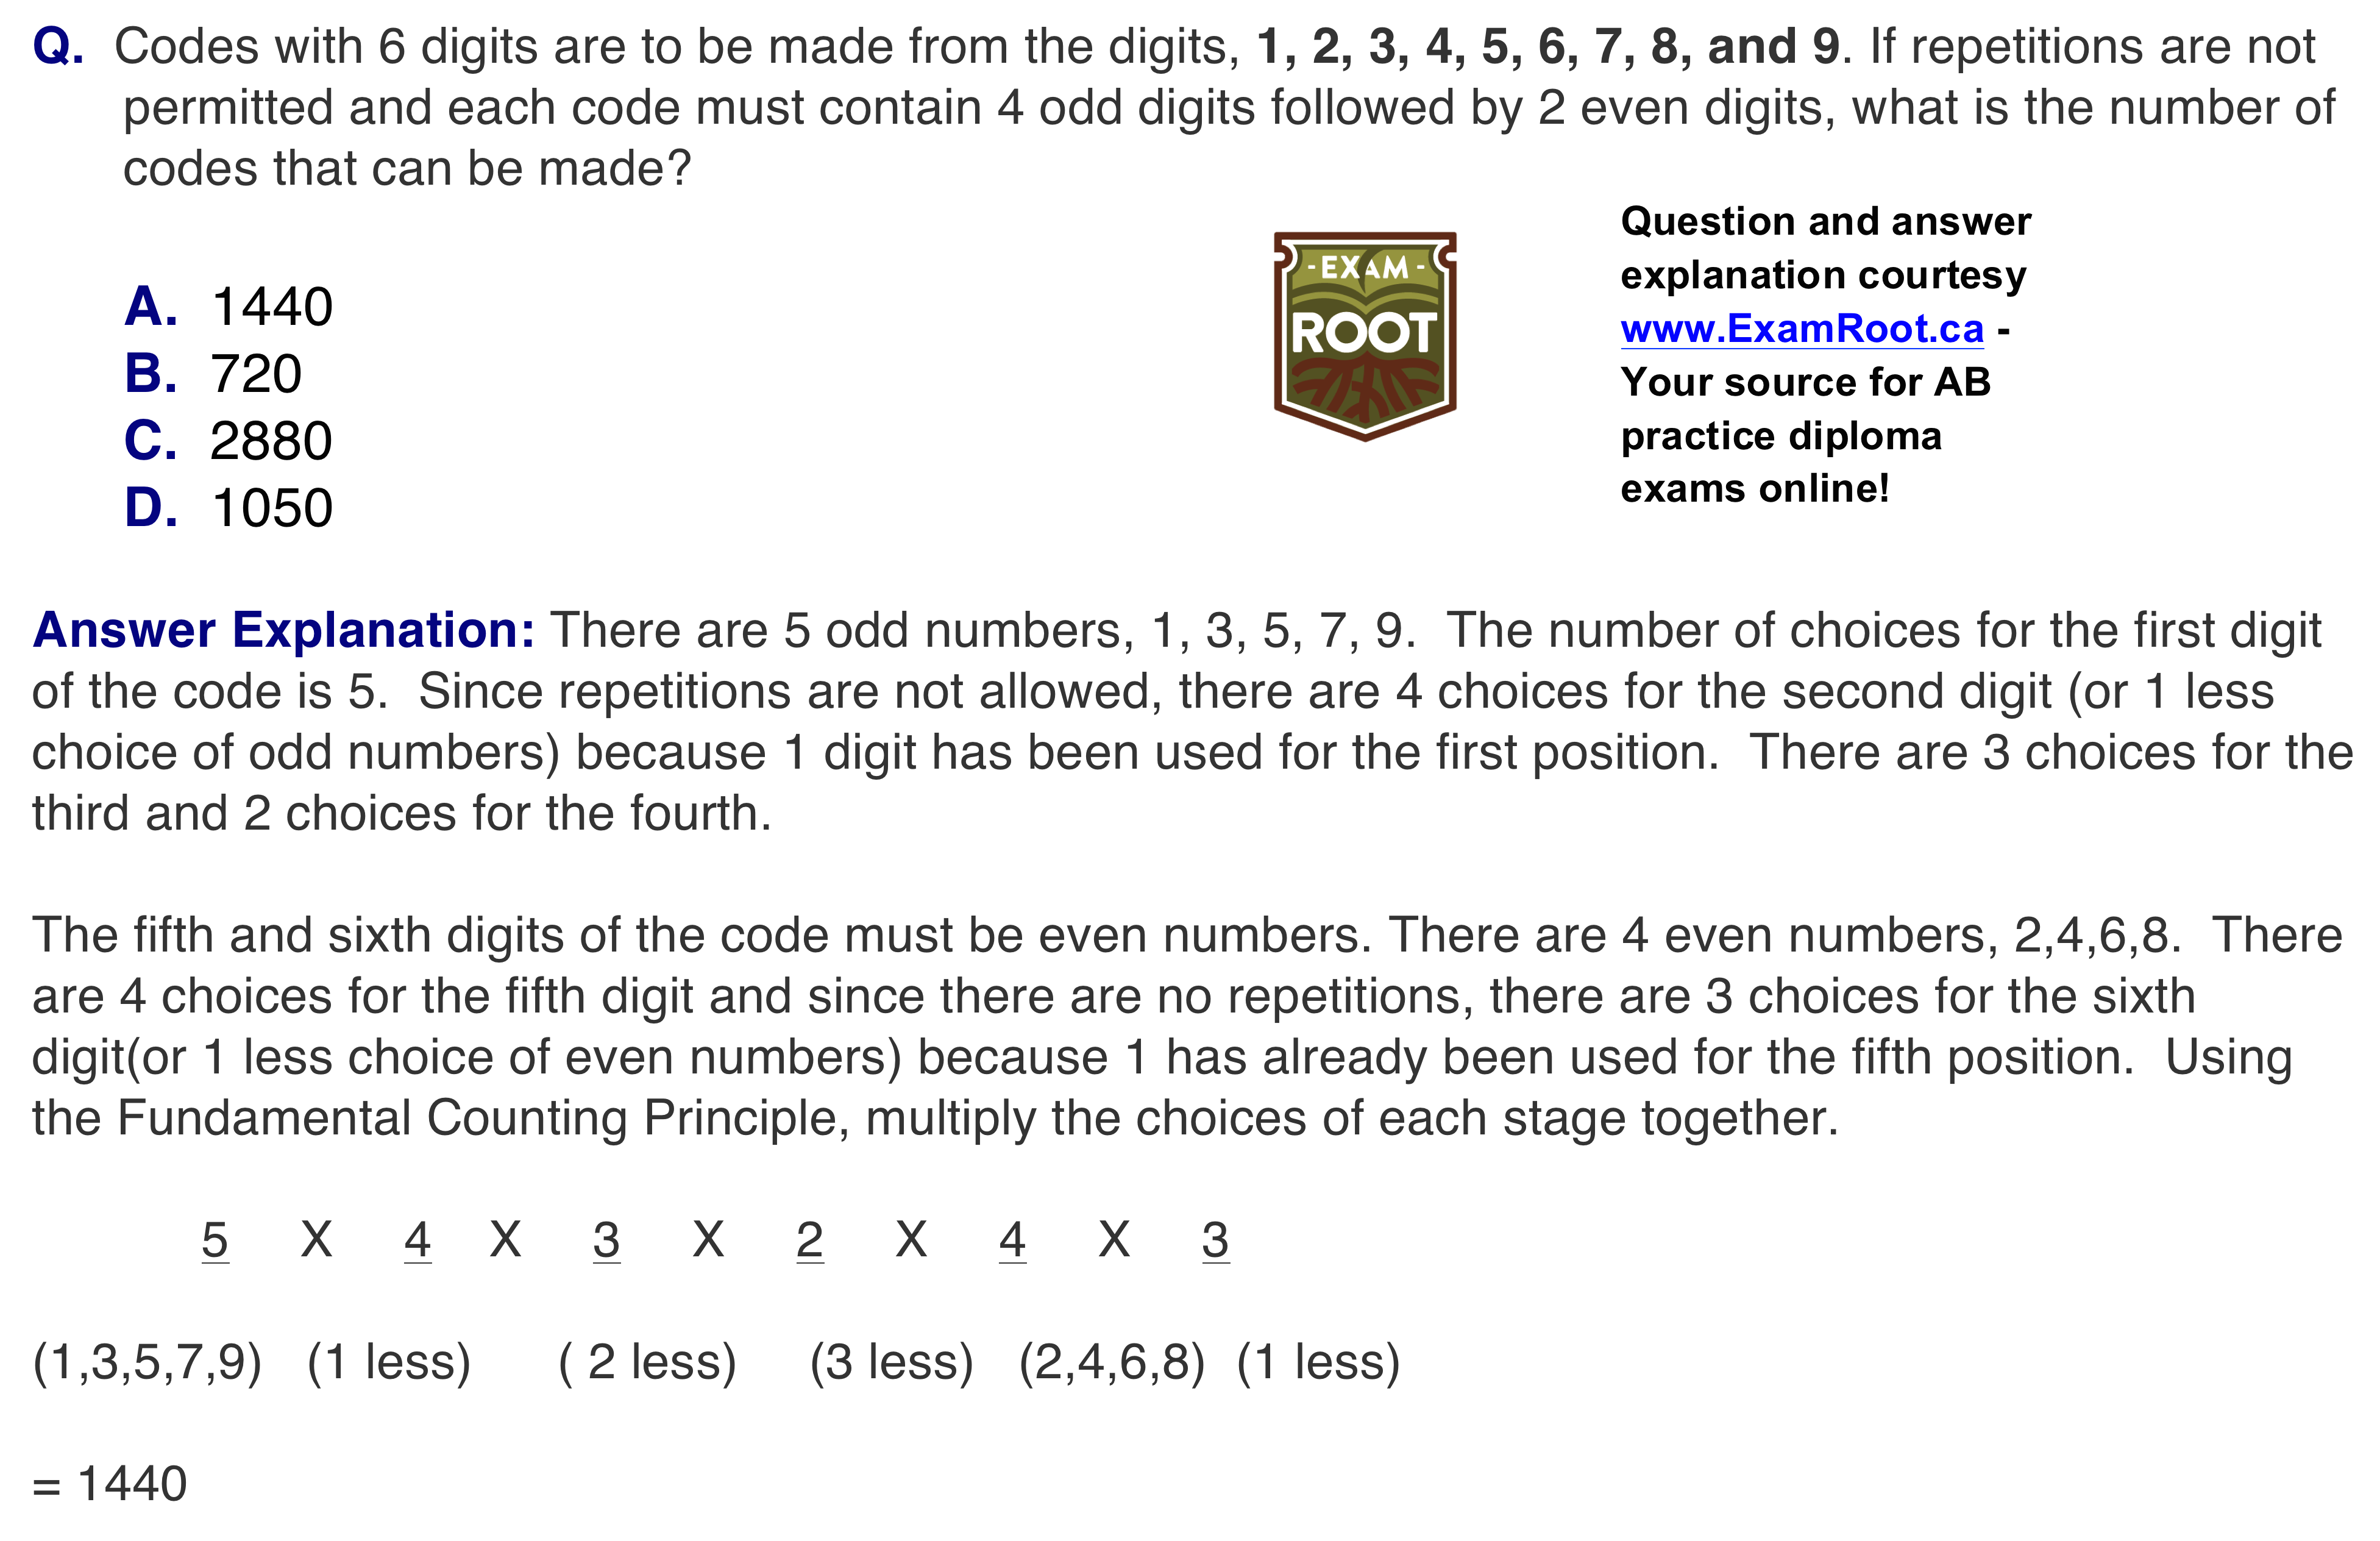 Q. Codes with 6 digits are to be made from the digits, 1, 2, 3, 4, 5, 6, 7, 8, and 9. If repetitions are not
permitted and each code must contain 4 odd digits followed by 2 even digits, what is the number of
codes that can be made?
A. 1440
B. 720
C. 2880
D. 1050
- EXAM -
ROOT
Question and answer
explanation courtesy
www.ExamRoot.ca -
Your source for AB
practice diploma
exams online!
Answer Explanation: There are 5 odd numbers, 1, 3, 5, 7, 9. The number of choices for the first digit
of the code is 5. Since repetitions are not allowed, there are 4 choices for the second digit (or 1 less
choice of odd numbers) because 1 digit has been used for the first position. There are 3 choices for the
third and 2 choices for the fourth.
The fifth and sixth digits of the code must be even numbers. There are 4 even numbers, 2,4,6,8. There
are 4 choices for the fifth digit and since there are no repetitions, there are 3 choices for the sixth
digit(or 1 less choice of even numbers) because 1 has already been used for the fifth position. Using
the Fundamental Counting Principle, multiply the choices of each stage together.
5 X 4 X 3 X 2 X 4 X 3
(1,3,5,7,9) (1 less) ( 2 less) (3 less) (2,4,6,8) (1 less)
= 1440